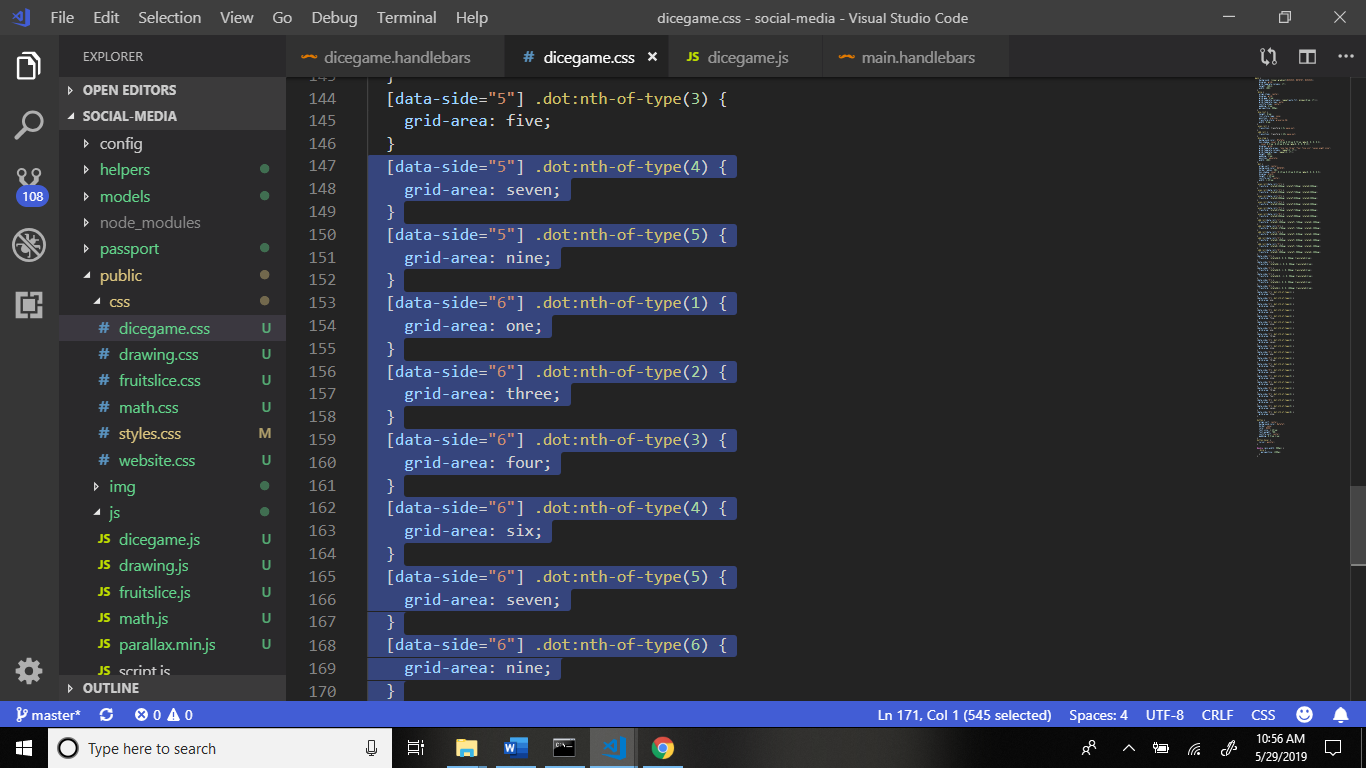 File Edit Selection View Go Debug Terminal Help dicegame.css - social-media - Visual Studio Code
EXPLORER
dicegame.handlebars # dicegame.css × JS dicegame.js main.handlebars
OPEN EDITORS
SOCIAL-MEDIA
config
helpers
models
node_modules
passport
public
css
# dicegame.css U
# drawing.css U
# fruitslice.css U
# math.css U
# styles.css M
# website.css U
img
js
JS dicegame.js U
JS drawing.js U
JS fruitslice.js U
JS math.js U
JS parallax.min.js U
JS script.js
OUTLINE
108
143 }
144 [data-side="5"] .dot:nth-of-type(3) {
145 grid-area: five;
146 }
147 [data-side="5"] .dot:nth-of-type(4) {
148 grid-area: seven;
149 }
150 [data-side="5"] .dot:nth-of-type(5) {
151 grid-area: nine;
152 }
153 [data-side="6"] .dot:nth-of-type(1) {
154 grid-area: one;
155 }
156 [data-side="6"] .dot:nth-of-type(2) {
157 grid-area: three;
158 }
159 [data-side="6"] .dot:nth-of-type(3) {
160 grid-area: four;
161 }
162 [data-side="6"] .dot:nth-of-type(4) {
163 grid-area: six;
164 }
165 [data-side="6"] .dot:nth-of-type(5) {
166 grid-area: seven;
167 }
168 [data-side="6"] .dot:nth-of-type(6) {
169 grid-area: nine;
170 }
master* 0 0 Ln 171, Col 1 (545 selected) Spaces: 4 UTF-8 CRLF CSS
Type here to search
10:56 AM
5/29/2019